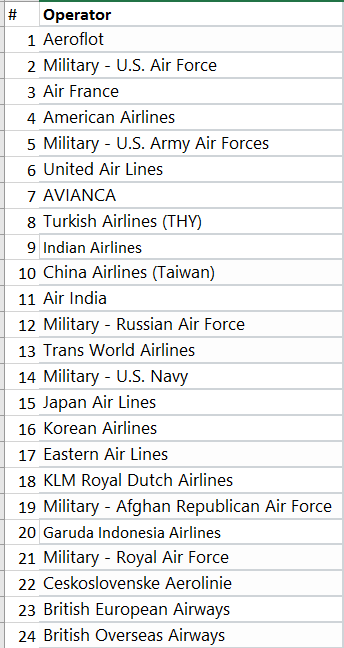 # Operator
1 Aeroflot
2 Military - U.S. Air Force
3 Air France
4 American Airlines
5 Military - U.S. Army Air Forces
6 United Air Lines
7 AVIANCA
8 Turkish Airlines (THY)
9 Indian Airlines
10 China Airlines (Taiwan)
11 Air India
12 Military - Russian Air Force
13 Trans World Airlines
14 Military - U.S. Navy
15 Japan Air Lines
16 Korean Airlines
17 Eastern Air Lines
18 KLM Royal Dutch Airlines
19 Military - Afghan Republican Air Force
20 Garuda Indonesia Airlines
21 Military - Royal Air Force
22 Ceskoslovenske Aerolinie
23 British European Airways
24 British Overseas Airways